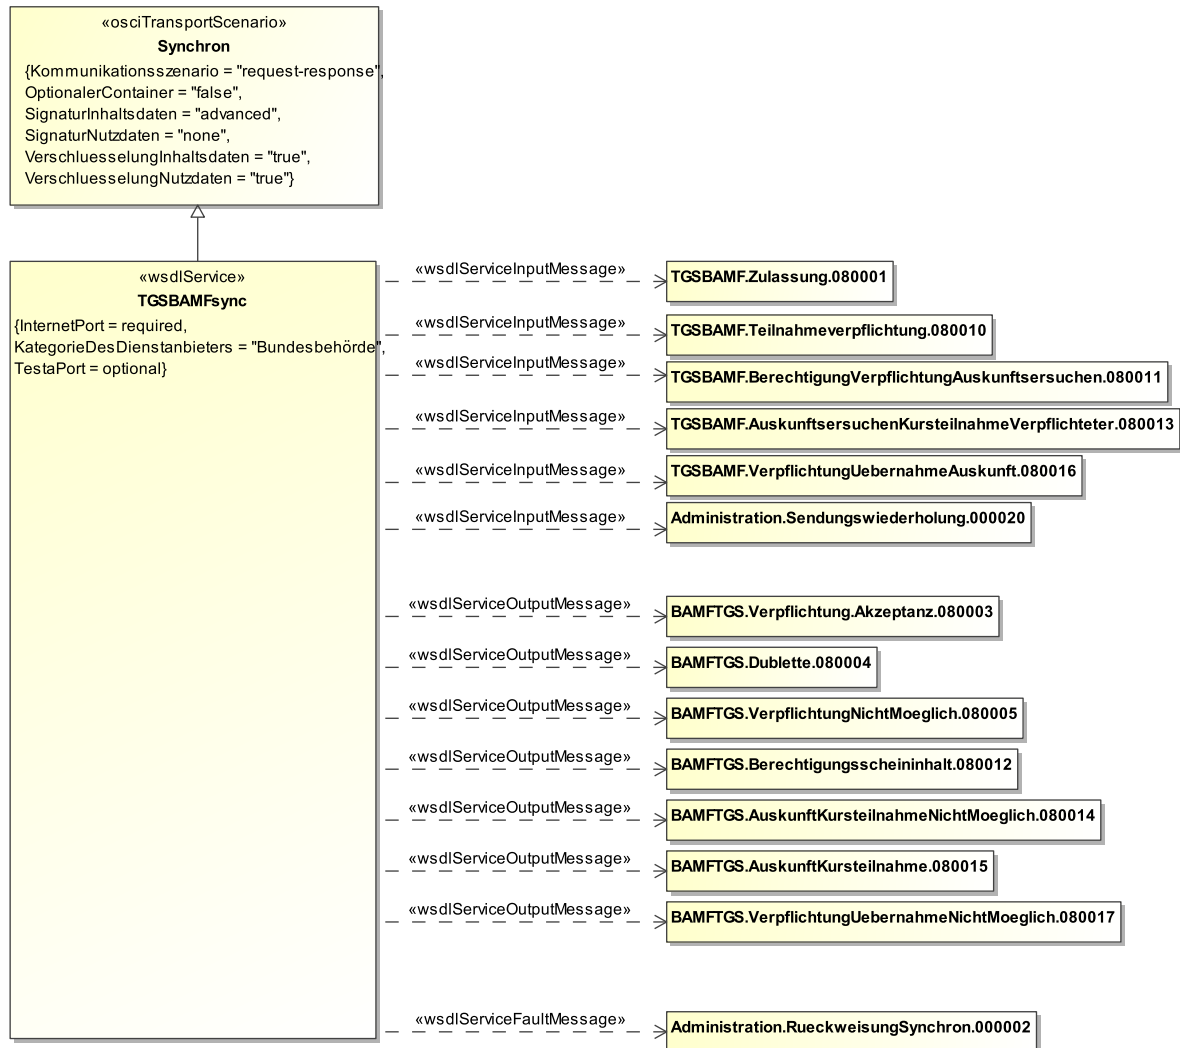 «osciTransportScenario»
Synchron
{Kommunikationsszenario = "request-response",
OptionalerContainer = "false",
SignaturInhaltsdaten = "advanced",
SignaturNutzdaten = "none",
VerschluesselungInhaltsdaten = "true",
VerschluesselungNutzdaten = "true"}
«wsdlService»
TGSBAMFsync
{InternetPort = required,
KategorieDesDienstanbieters = "Bundesbehörde",
TestaPort = optional}
«wsdlServiceInputMessage»
TGSBAMF.Zulassung.080001
«wsdlServiceInputMessage»
TGSBAMF.Teilnahmeverpflichtung.080010
«wsdlServiceInputMessage»
TGSBAMF.BerechtigungVerpflichtungAuskunftsersuchen.080011
«wsdlServiceInputMessage»
TGSBAMF.AuskunftsersuchenKursteilnahmeVerpflichteter.080013
«wsdlServiceInputMessage»
TGSBAMF.VerpflichtungUebernahmeAuskunft.080016
«wsdlServiceInputMessage»
Administration.Sendungswiederholung.000020
«wsdlServiceOutputMessage»
BAMFTGS.Verpflichtung.Akzeptanz.080003
«wsdlServiceOutputMessage»
BAMFTGS.Dublette.080004
«wsdlServiceOutputMessage»
BAMFTGS.VerpflichtungNichtMoeglich.080005
«wsdlServiceOutputMessage»
BAMFTGS.Berechtigungsscheininhalt.080012
«wsdlServiceOutputMessage»
BAMFTGS.AuskunftKursteilnahmeNichtMoeglich.080014
«wsdlServiceOutputMessage»
BAMFTGS.AuskunftKursteilnahme.080015
«wsdlServiceOutputMessage»
BAMFTGS.VerpflichtungUebernahmeNichtMoeglich.080017
«wsdlServiceFaultMessage»
Administration.RueckweisungSynchron.000002